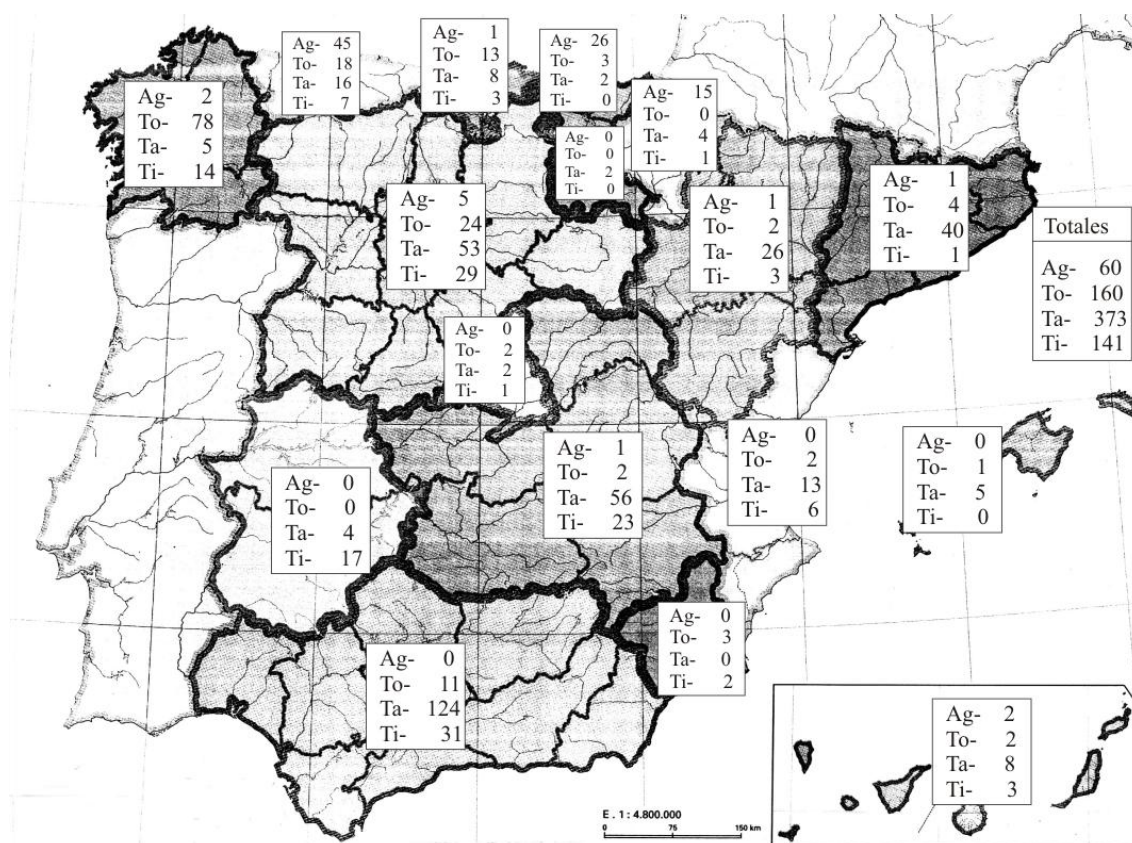 Ag- 45
To- 18
Ta- 16
Ti- 7
Ag- 1
To- 13
Ta- 8
Ti- 3
Ag- 26
To- 3
Ta- 2
Ti- 0
Ag- 2
To- 78
Ta- 5
Ti- 14
Ag- 15
To- 0
Ta- 4
Ti- 1
Ag- 0
To- 0
Ta- 2
Ti- 0
Ag- 5
To- 24
Ta- 53
Ti- 29
Ag- 1
To- 2
Ta- 26
Ti- 3
Ag- 1
To- 4
Ta- 40
Ti- 1
Totales
Ag- 60
To- 160
Ta- 373
Ti- 141
Ag- 0
To- 2
Ta- 2
Ti- 1
Ag- 0
To- 0
Ta- 4
Ti- 17
Ag- 1
To- 2
Ta- 56
Ti- 23
Ag- 0
To- 2
Ta- 13
Ti- 6
Ag- 0
To- 1
Ta- 5
Ti- 0
Ag- 0
To- 11
Ta- 124
Ti- 31
Ag- 0
To- 3
Ta- 0
Ti- 2
Ag- 2
To- 2
Ta- 8
Ti- 3
E. 1: 4.800.000
0 75 150 km